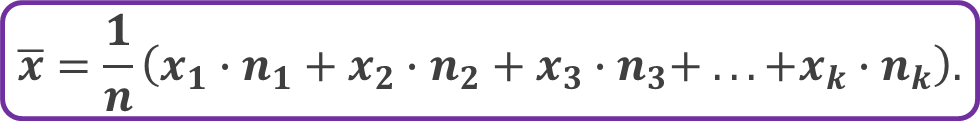 x̄ = 1/n (x₁ · n₁ + x₂ · n₂ + x₃ · n₃+ …+xₖ · nₖ).